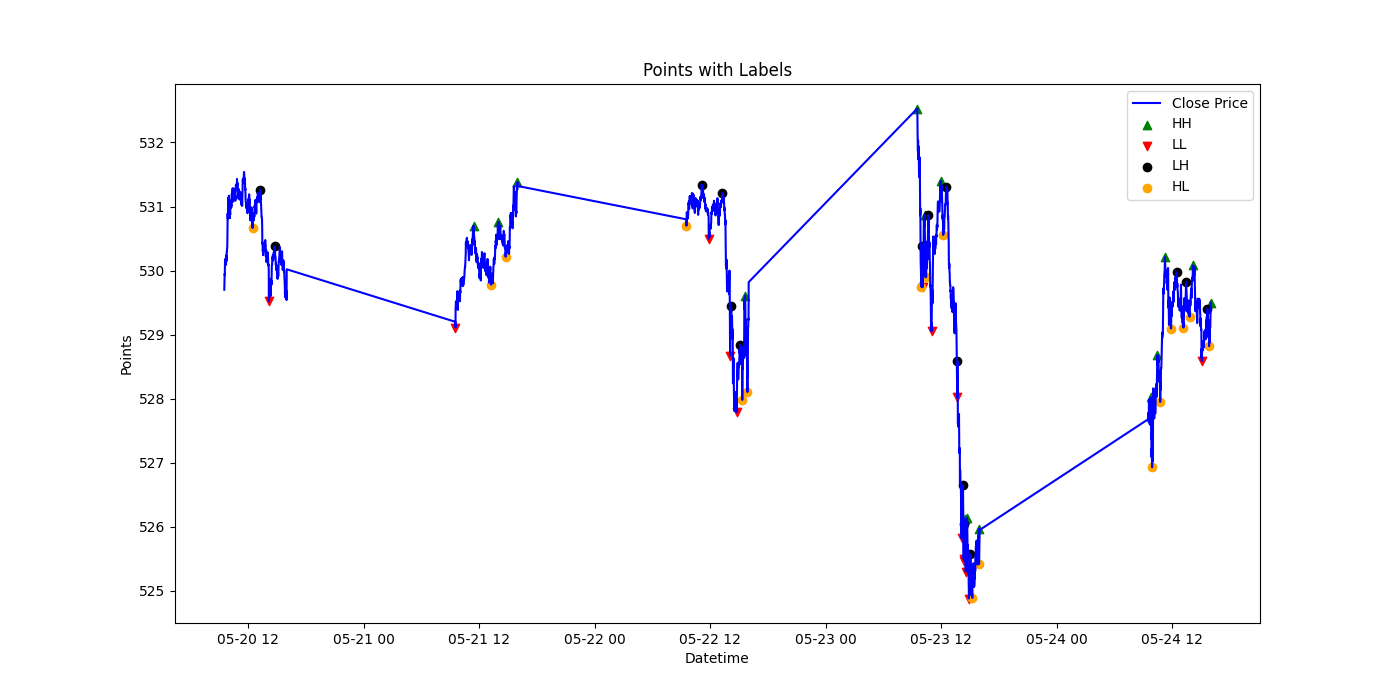 Points with Labels
Close Price
HH
LL
LH
HL
Points
532
531
530
529
528
527
526
525
05-20 12
05-21 00
05-21 12
05-22 00
05-22 12
05-23 00
05-23 12
05-24 00
05-24 12
Datetime